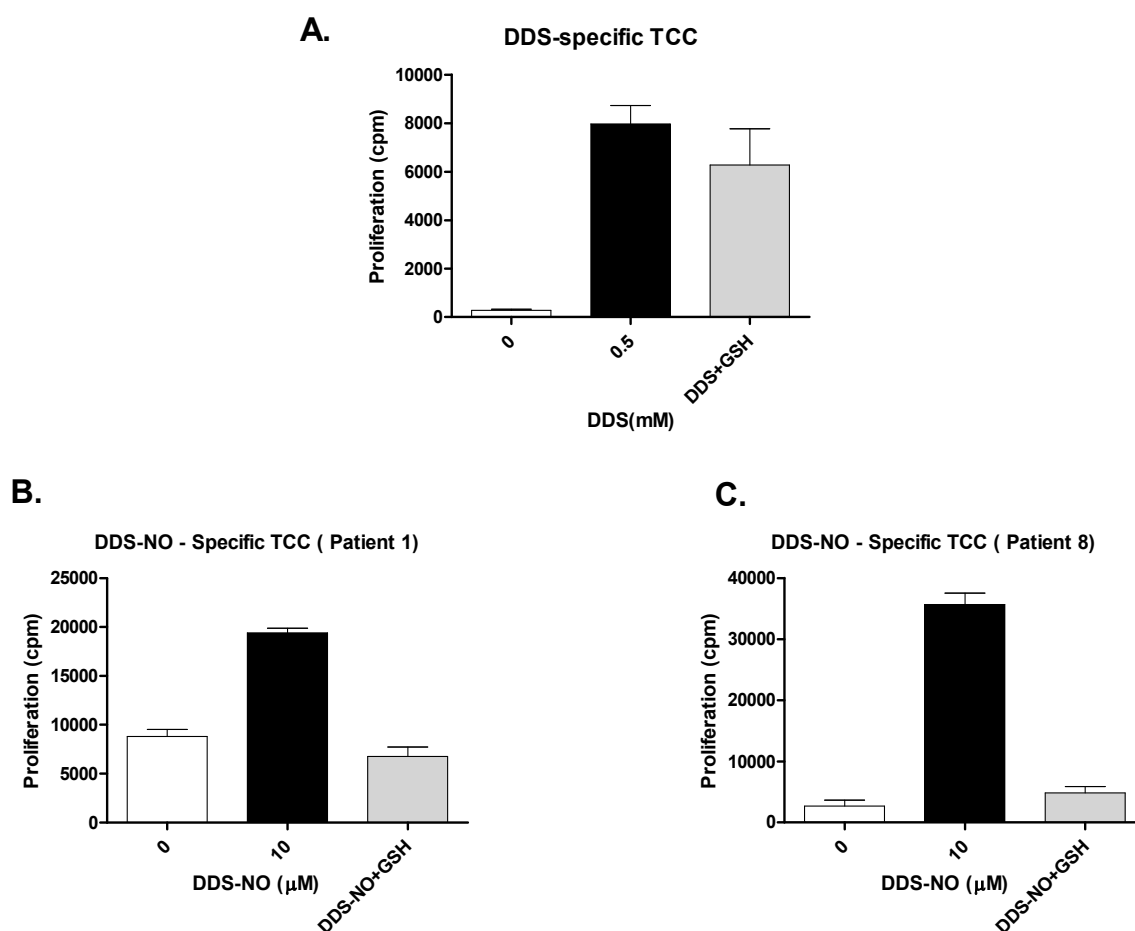 A.
DDS-specific TCC
10000
8000
6000
4000
2000
0
Proliferation (cpm)
0
0.5
DDS+GSH
DDS(mM)
B.
DDS-NO - Specific TCC ( Patient 1)
25000
20000
15000
10000
5000
0
Proliferation (cpm)
0
10
DDS-NO+GSH
DDS-NO (μM)
C.
DDS-NO - Specific TCC ( Patient 8)
40000
30000
20000
10000
0
Proliferation (cpm)
0
10
DDS-NO+GSH
DDS-NO (μM)